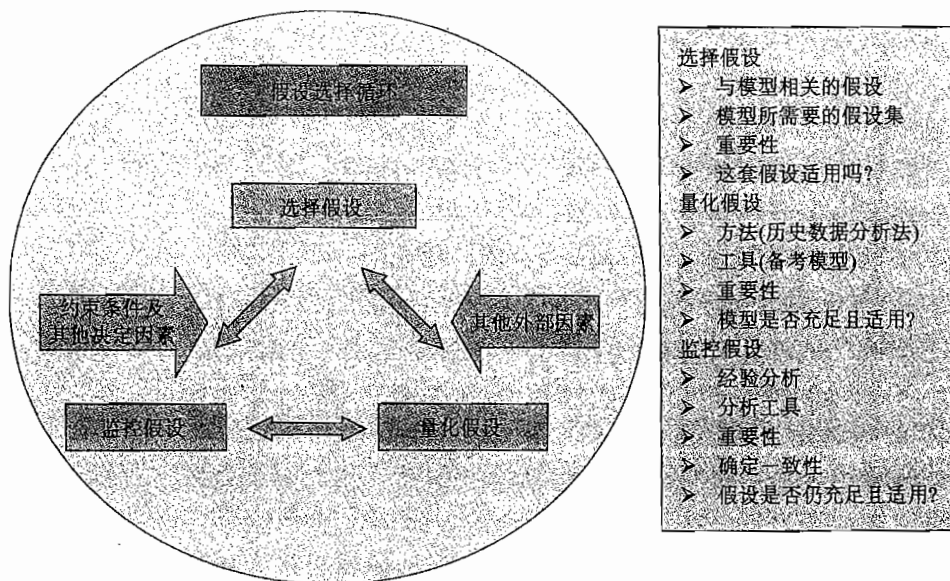 假设选择循环
选择假设
约束条件及
其他决定因素
其他外部因素
监控假设
量化假设
选择假设
➤ 与模型相关的假设
➤ 模型所需要的假设集
➤ 重要性
➤ 这套假设适用吗?
量化假设
➤ 方法(历史数据分析法)
➤ 工具(备考模型)
➤ 重要性
➤ 模型是否充足且适用?
监控假设
➤ 经验分析
➤ 分析工具
➤ 重要性
➤ 确定一致性
➤ 假设是否仍充足且适用?